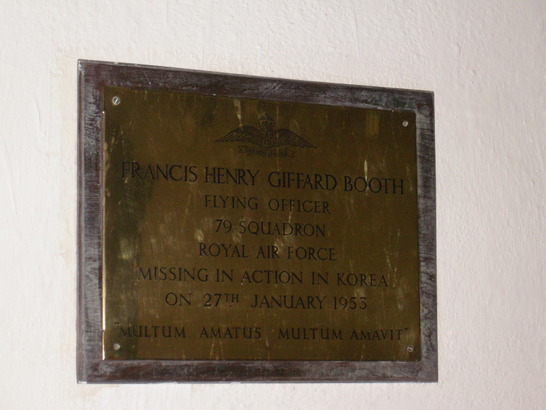 FRANCIS HENRY GIFFARD BOOTH
FLYING OFFICER
79 SQUADRON
ROYAL AIR FORCE
MISSING IN ACTION IN KOREA
ON 27TH JANUARY 1953
"MULTUM AMATUS MULTUM AMAVIT"